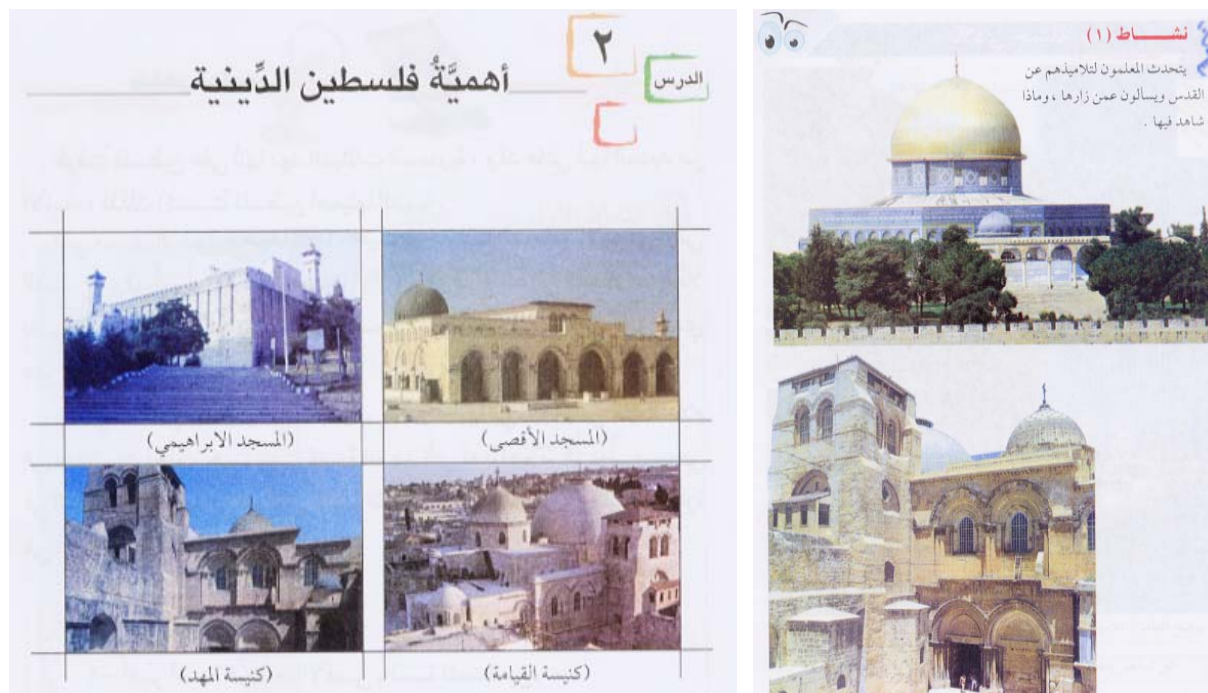 ٢
الدرس
أهميَّةُ فلسطين الدِّينية
(المسجد الأقصى)
(المسجد الابراهيمي)
(كنيسة القيامة)
(كنيسة المهد)
نشــــاط (١)
يتحدث المعلمون لتلاميذهم عن
القدس ويسألون عمن زارها ، وماذا
شاهد فيها .